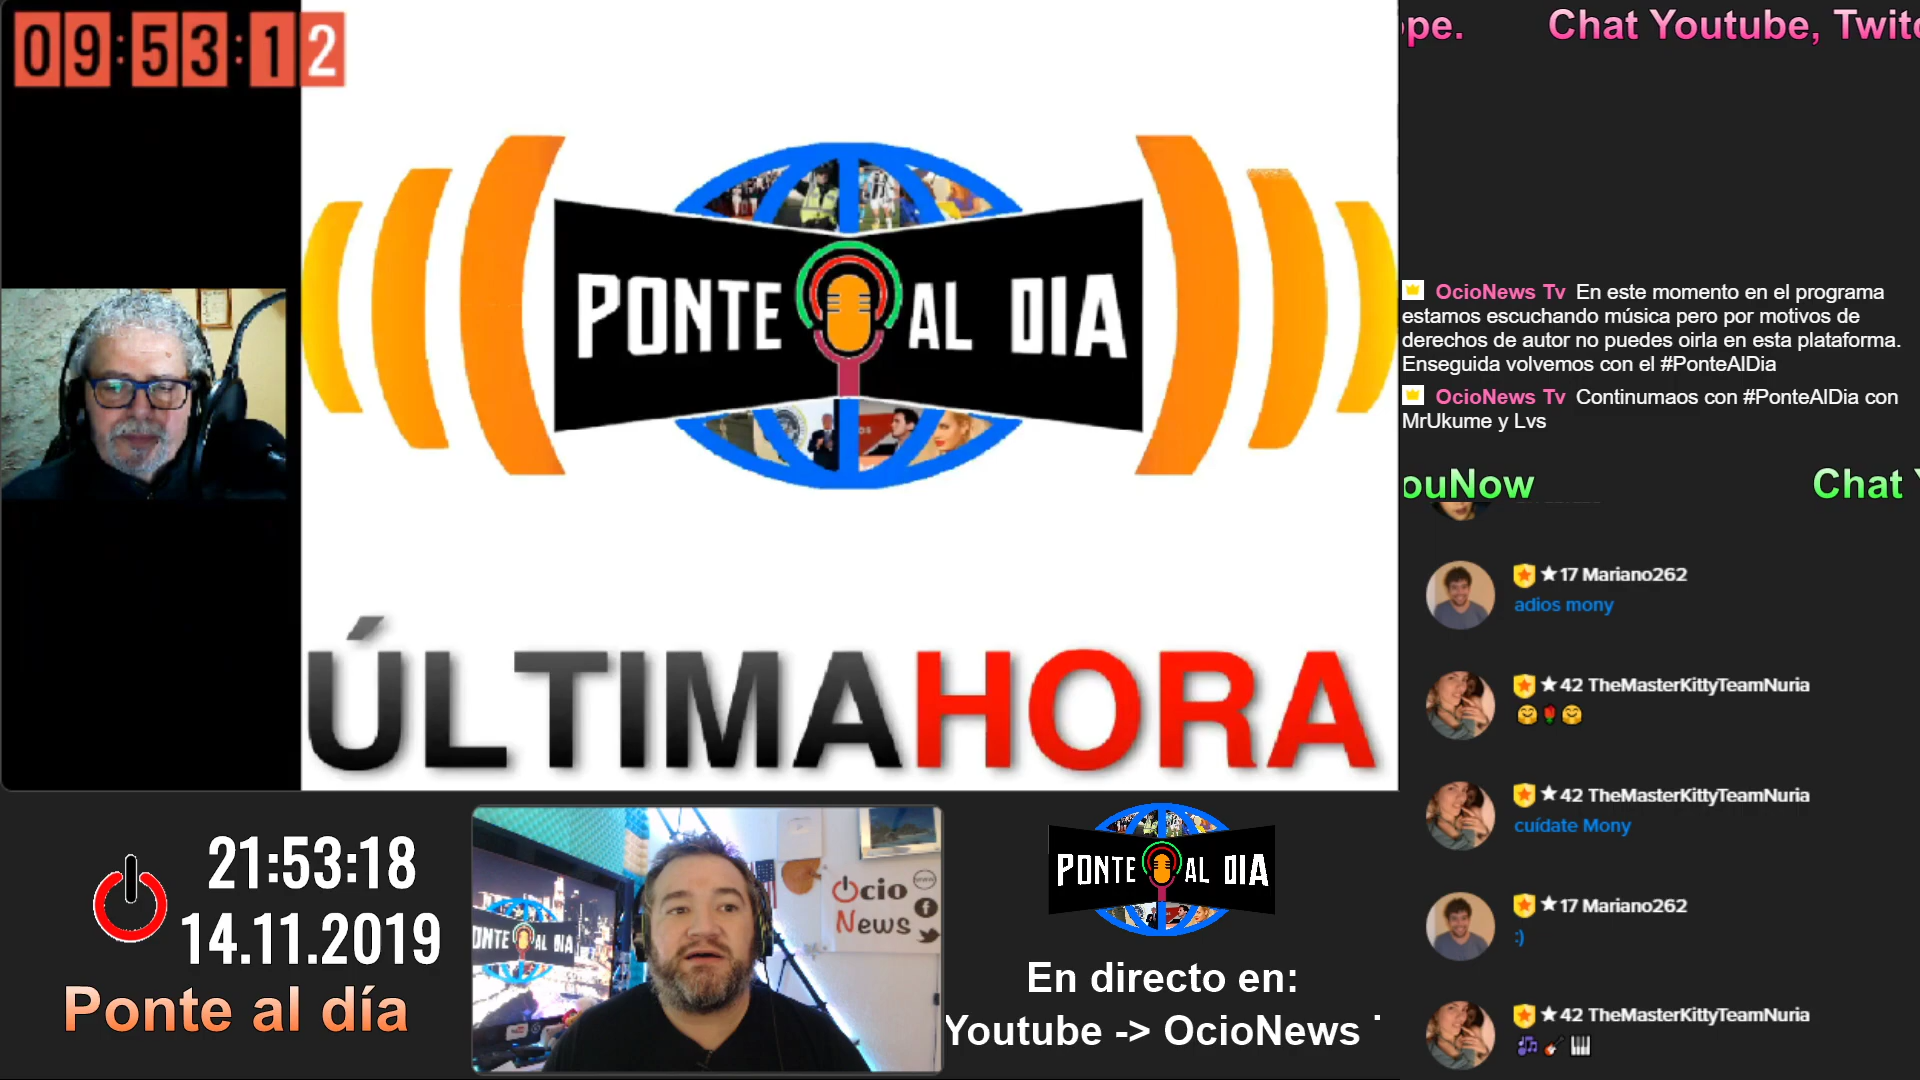 09:53:12
PONTE AL DIA
ÚLTIMAHORA
pe. Chat Youtube, Twitc
OcioNews Tv En este momento en el programa
estamos escuchando música pero por motivos de
derechos de autor no puedes oirla en esta plataforma.
Enseguida volvemos con el #PonteAlDia
OcioNews Tv Continumaos con #PonteAlDia con
MrUkume y Lvs
ouNow Chat Y
17 Mariano262
adios mony
42 TheMasterKittyTeamNuria
42 TheMasterKittyTeamNuria
cuídate Mony
17 Mariano262
:)
42 TheMasterKittyTeamNuria
21:53:18
14.11.2019
Ponte al día
PONTE AL DIA
Ocio
News
PONTE AL DIA
En directo en:
Youtube -> OcioNews